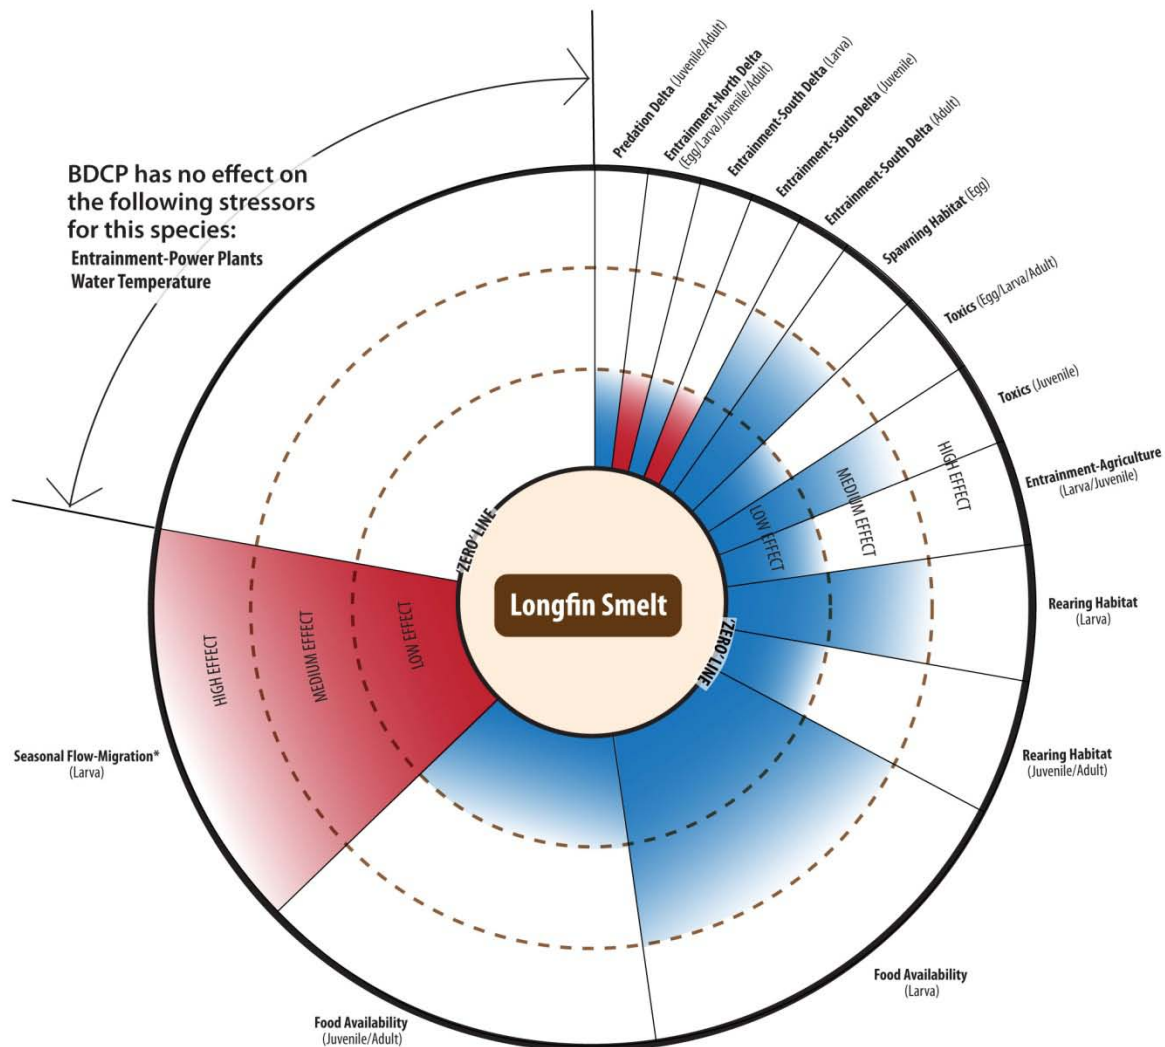 BDCP has no effect on
the following stressors
for this species:
Entrainment-Power Plants
Water Temperature
Predation Delta (Juvenile/Adult)
Entrainment-North Delta
(Egg/Larva/Juvenile/Adult)
Entrainment-South Delta (Larva)
Entrainment-South Delta (Juvenile)
Entrainment-South Delta (Adult)
Spawning Habitat (Egg)
Toxics (Egg/Larva/Adult)
Toxics (Juvenile)
Entrainment-Agriculture
(Larva/Juvenile)
HIGH EFFECT
MEDIUM EFFECT
LOW EFFECT
'ZERO' LINE
Longfin Smelt
'ZERO' LINE
Rearing Habitat
(Larva)
LOW EFFECT
MEDIUM EFFECT
HIGH EFFECT
Rearing Habitat
(Juvenile/Adult)
Seasonal Flow-Migration*
(Larva)
Food Availability
(Larva)
Food Availability
(Juvenile/Adult)